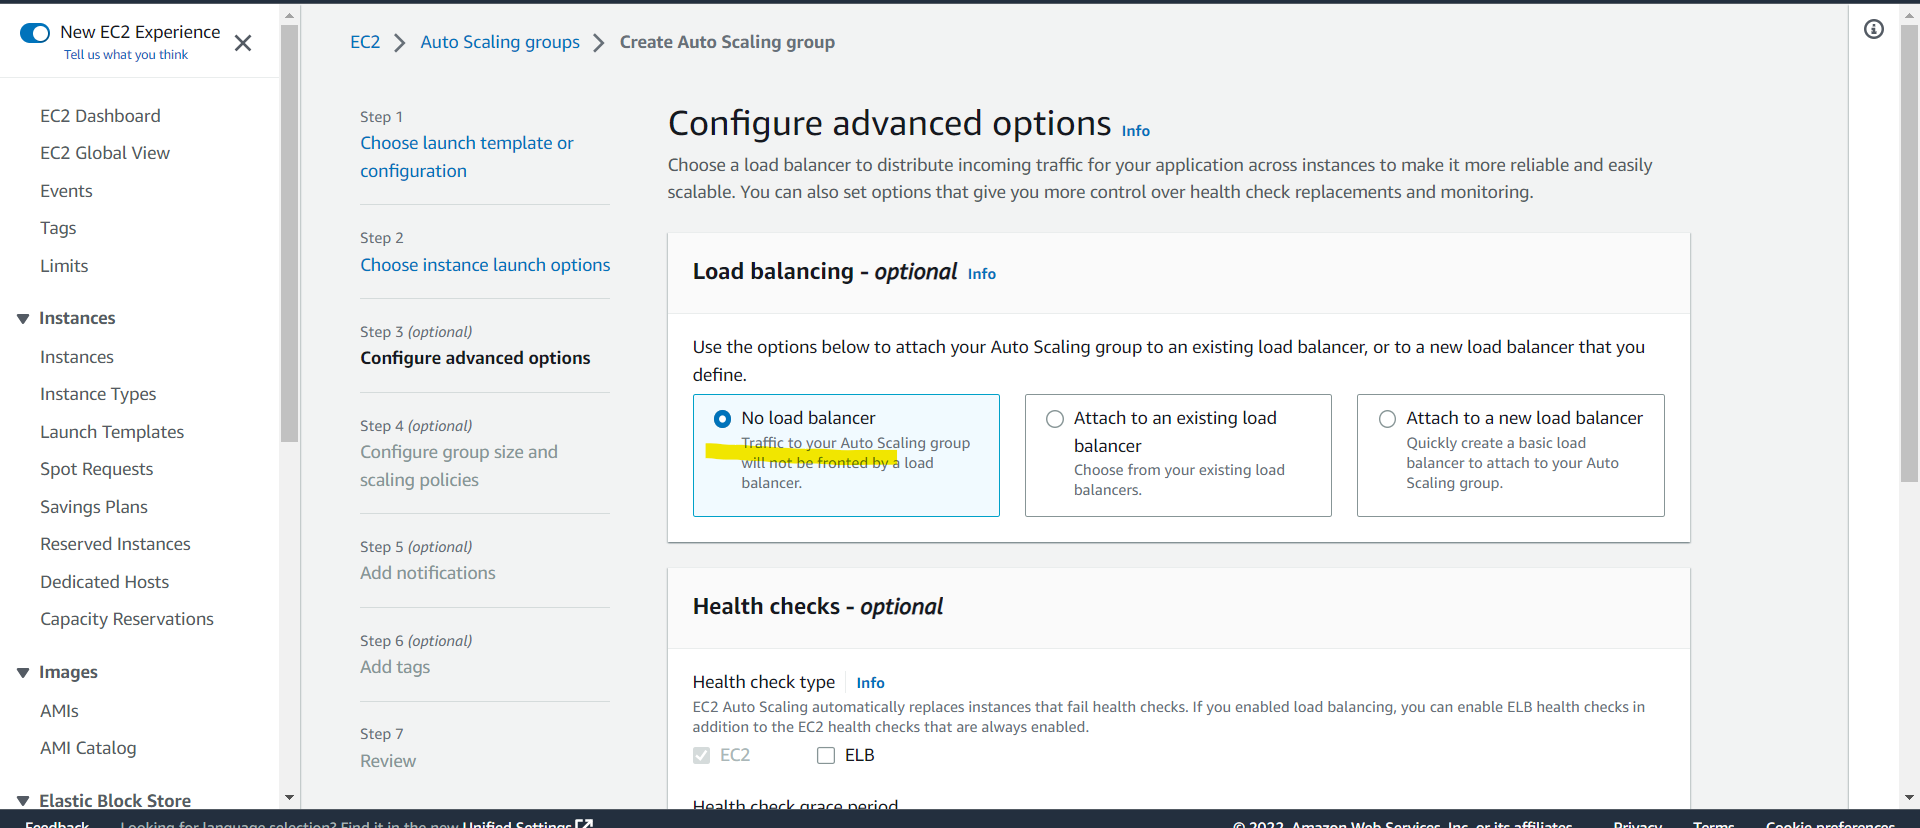 New EC2 Experience
Tell us what you think
EC2 Dashboard
EC2 Global View
Events
Tags
Limits
Instances
Instances
Instance Types
Launch Templates
Spot Requests
Savings Plans
Reserved Instances
Dedicated Hosts
Capacity Reservations
Images
AMIs
AMI Catalog
Elastic Block Store
EC2 > Auto Scaling groups > Create Auto Scaling group
Step 1
Choose launch template or
configuration
Step 2
Choose instance launch options
Step 3 (optional)
Configure advanced options
Step 4 (optional)
Configure group size and
scaling policies
Step 5 (optional)
Add notifications
Step 6 (optional)
Add tags
Step 7
Review
Configure advanced options Info
Choose a load balancer to distribute incoming traffic for your application across instances to make it more reliable and easily
scalable. You can also set options that give you more control over health check replacements and monitoring.
Load balancing - optional Info
Use the options below to attach your Auto Scaling group to an existing load balancer, or to a new load balancer that you
define.
No load balancer
Traffic to your Auto Scaling group
will not be fronted by a load
balancer.
Attach to an existing load
balancer
Choose from your existing load
balancers.
Attach to a new load balancer
Quickly create a basic load
balancer to attach to your Auto
Scaling group.
Health checks - optional
Health check type Info
EC2 Auto Scaling automatically replaces instances that fail health checks. If you enabled load balancing, you can enable ELB health checks in
addition to the EC2 health checks that are always enabled.
EC2 ELB
Health check grace period
Feedback Looking for language selection? Find it in the new Unified Settings © 2022, Amazon Web Services, Inc. or its affiliates. Privacy Terms Cookie preferences